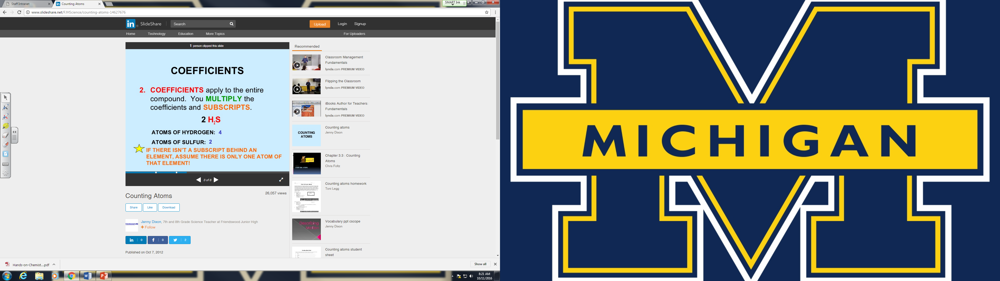 Staff Intranet
Counting Atoms
SMART Ink
www.slideshare.net/FJHScience/counting-atoms-14627676
in SlideShare
Search
Upload
Login
Signup
Home
Technology
Education
More Topics
For Uploaders
1 person clipped this slide
COEFFICIENTS
2. COEFFICIENTS apply to the entire
compound. You MULTIPLY the
coefficients and SUBSCRIPTS.
2 H₂S
ATOMS OF HYDROGEN: 4
ATOMS OF SULFUR: 2
IF THERE ISN'T A SUBSCRIPT BEHIND AN
ELEMENT, ASSUME THERE IS ONLY ONE ATOM OF
THAT ELEMENT!
3 of 8
Counting Atoms
26,057 views
Share
Like
Download
Jenny Dixon, 7th and 8th Grade Science Teacher at Friendswood Junior High
+ Follow
in 0
f 0
2
Published on Oct 7, 2012
Recommended
Classroom Management
Fundamentals
lynda.com PREMIUM VIDEO
Flipping the Classroom
lynda.com PREMIUM VIDEO
Geology
iBooks Author for Teachers:
Fundamentals
lynda.com PREMIUM VIDEO
COUNTING
ATOMS
Counting atoms
Jenny Dixon
COUNTING ATOMS
Chapter 3.3 : Counting
Atoms
Chris Foltz
Counting atoms homework
Toni Legg
Vocabulary ppt cscope
Jenny Dixon
Counting atoms student
sheet
Hands-on-Chemist....pdf
Show all
8:21 AM
10/11/2016
MICHIGAN